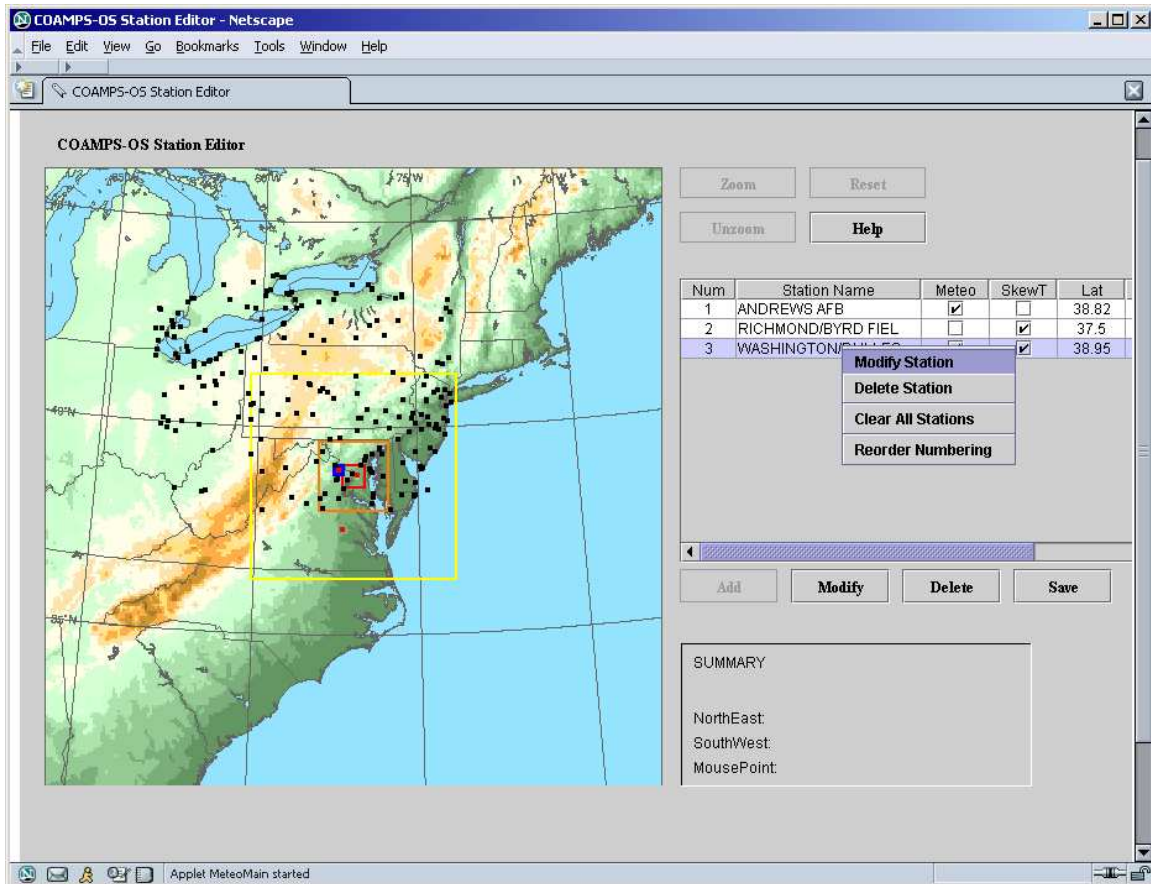 COAMPS-OS Station Editor - Netscape
File Edit View Go Bookmarks Tools Window Help
COAMPS-OS Station Editor
COAMPS-OS Station Editor
80°W 75°W 70°W
40°N
35°N
Zoom Reset
Unzoom Help
Num Station Name Meteo SkewT Lat
1 ANDREWS AFB 38.82
2 RICHMOND/BYRD FIEL 37.5
3 38.95
Modify Station
Delete Station
Clear All Stations
Reorder Numbering
Add Modify Delete Save
SUMMARY
NorthEast:
SouthWest:
MousePoint:
Applet MeteoMain started